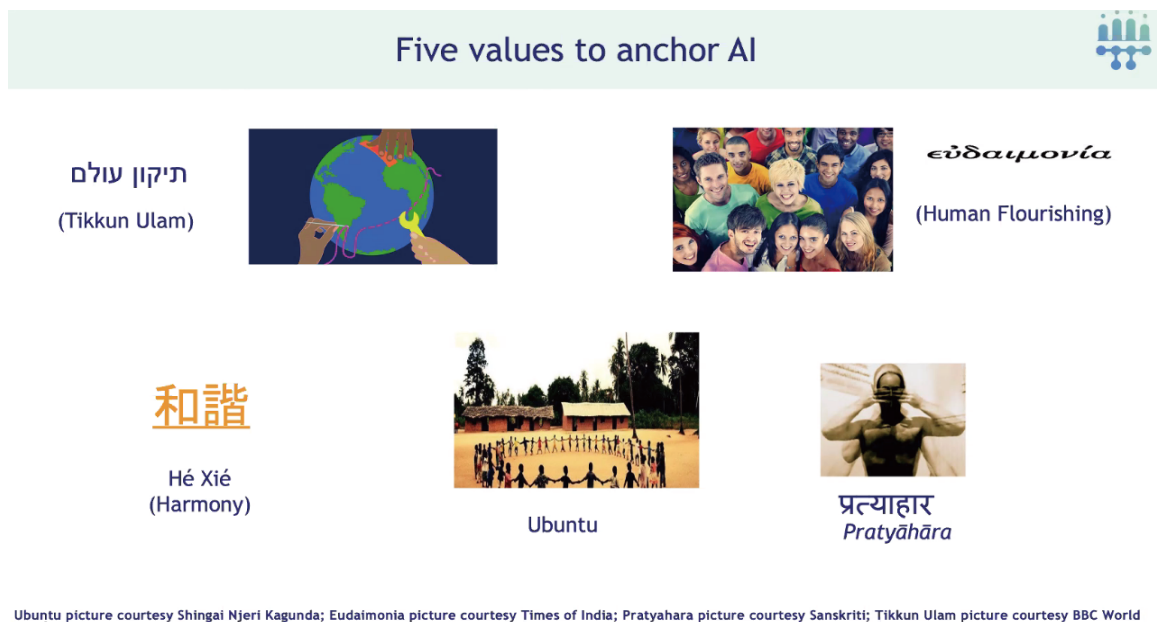 Five values to anchor AI
תיקון עולם
(Tikkun Ulam)
εὐδαιμονία
(Human Flourishing)
和諧
Hé Xié
(Harmony)
Ubuntu
प्रत्याहार
Pratyāhāra
Ubuntu picture courtesy Shingai Njeri Kagunda; Eudaimonia picture courtesy Times of India; Pratyahara picture courtesy Sanskriti; Tikkun Ulam picture courtesy BBC World